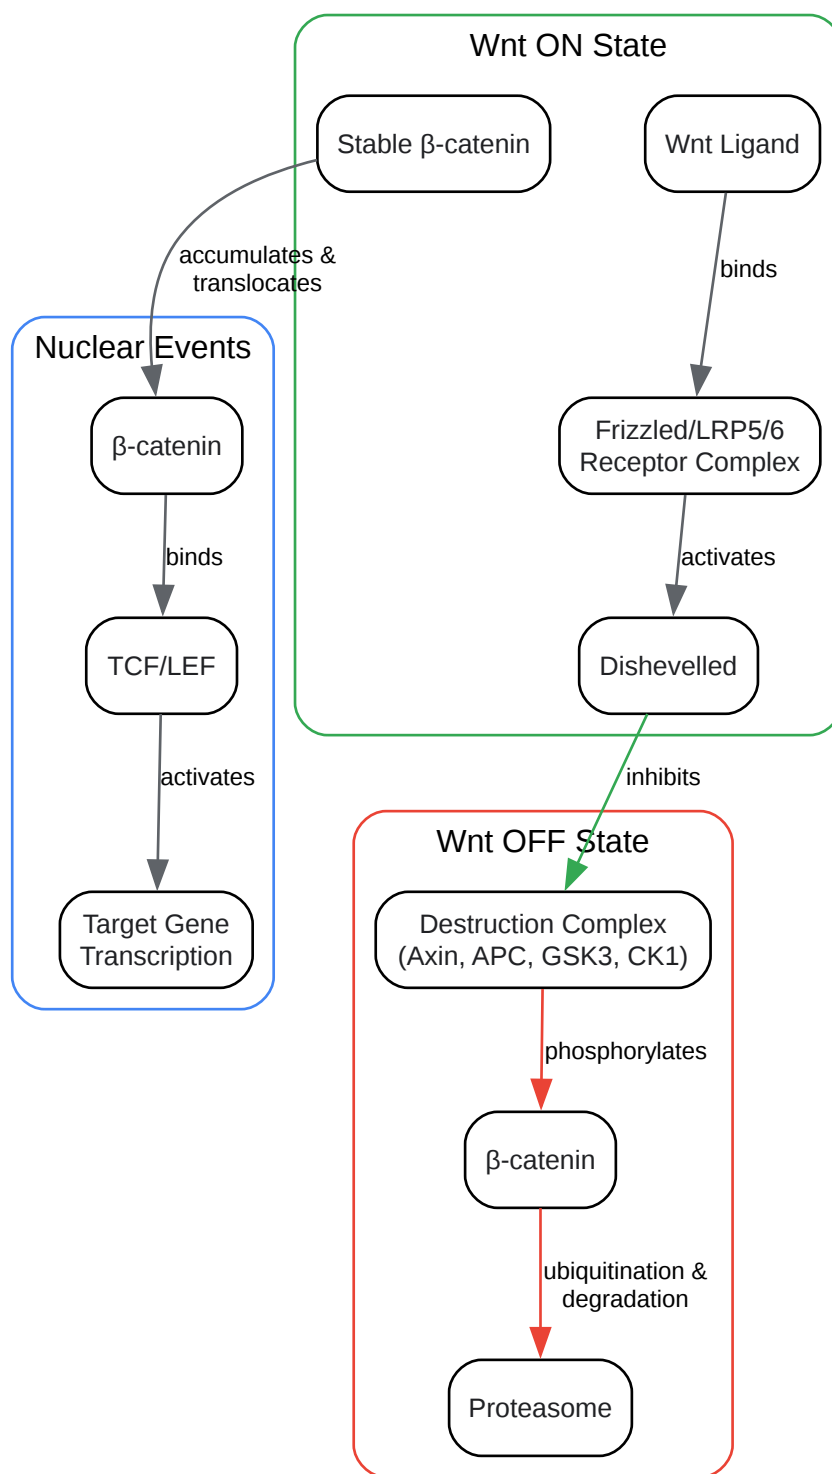 Wnt ON State
Stable β-catenin
Wnt Ligand
accumulates &
translocates
binds
Nuclear Events
β-catenin
Frizzled/LRP5/6
Receptor Complex
binds
activates
TCF/LEF
Dishevelled
activates
inhibits
Wnt OFF State
Target Gene
Transcription
Destruction Complex
(Axin, APC, GSK3, CK1)
phosphorylates
β-catenin
ubiquitination &
degradation
Proteasome